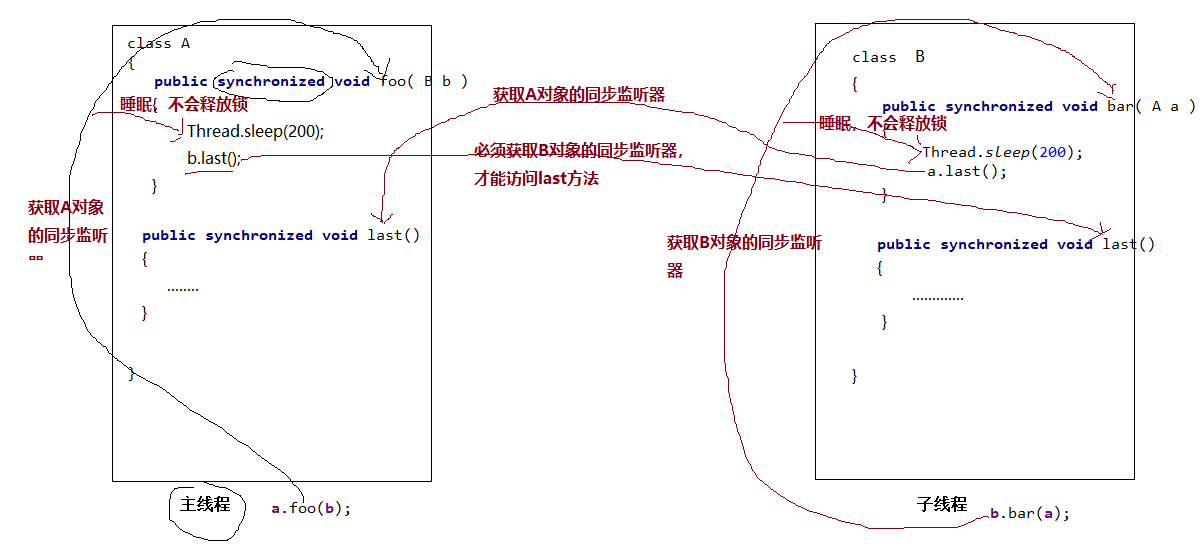 class A
{
public synchronized void foo( B b )
{
睡眠，不会释放锁
Thread.sleep(200);
b.last();
}
获取A对象
的同步监听
public synchronized void last()
{
........
}
}
主线程
a.foo(b);
获取A对象的同步监听器
必须获取B对象的同步监听器，
才能访问last方法
class B
{
public synchronized void bar( A a )
睡眠，不会释放锁
Thread.sleep(200);
a.last();
}
获取B对象的同步监听
器
public synchronized void last()
{
.............
}
}
子线程
b.bar(a);